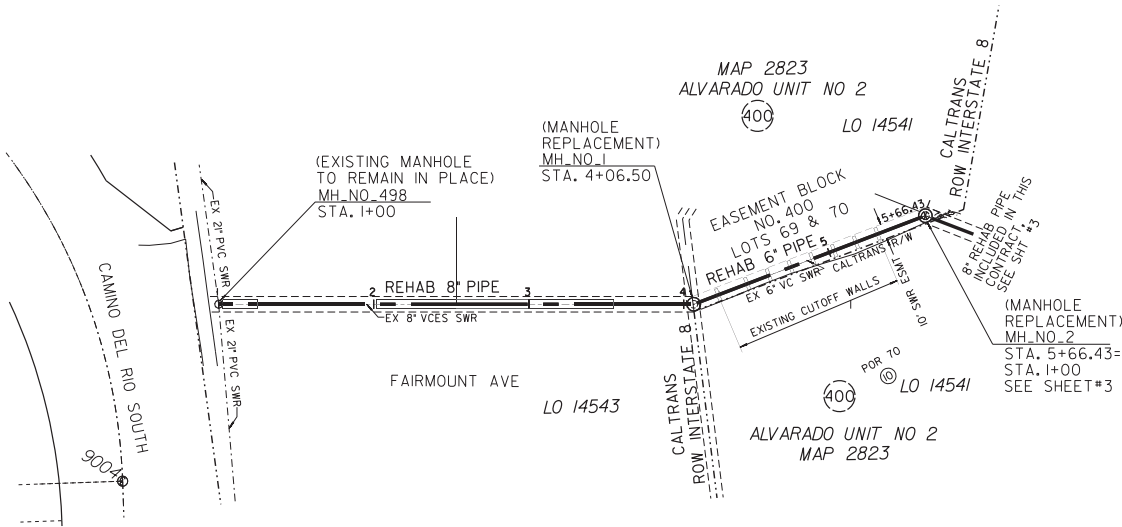 MAP 2823
ALVARADO UNIT NO 2
400
LO 14541
CALTRANS
ROW INTERSTATE 8
(MANHOLE
REPLACEMENT)
MH_NO_1
STA. 4+06.50
(EXISTING MANHOLE
TO REMAIN IN PLACE)
MH_NO_498
STA. 1+00
EASEMENT BLOCK
NO. 400
LOTS 69 & 70
REHAB 6" PIPE
5
5+66.43
EX 6" VC SWR
CALTRANS R/W
EXISTING CUTOFF WALLS
10' SWR ESMT
8" REHAB PIPE
INCLUDED IN THIS
CONTRACT.
SEE SHT #3
(MANHOLE
REPLACEMENT)
MH_NO_2
STA. 5+66.43=
STA. 1+00
SEE SHEET#3
EX 21" PVC SWR
EX 21" PVC SWR
REHAB 8" PIPE
2
3
4
EX 8" VCES SWR
CAMINO DEL RIO SOUTH
FAIRMOUNT AVE
LO 14543
CALTRANS
ROW INTERSTATE 8
POR 70
10
400
LO 14541
ALVARADO UNIT NO 2
MAP 2823